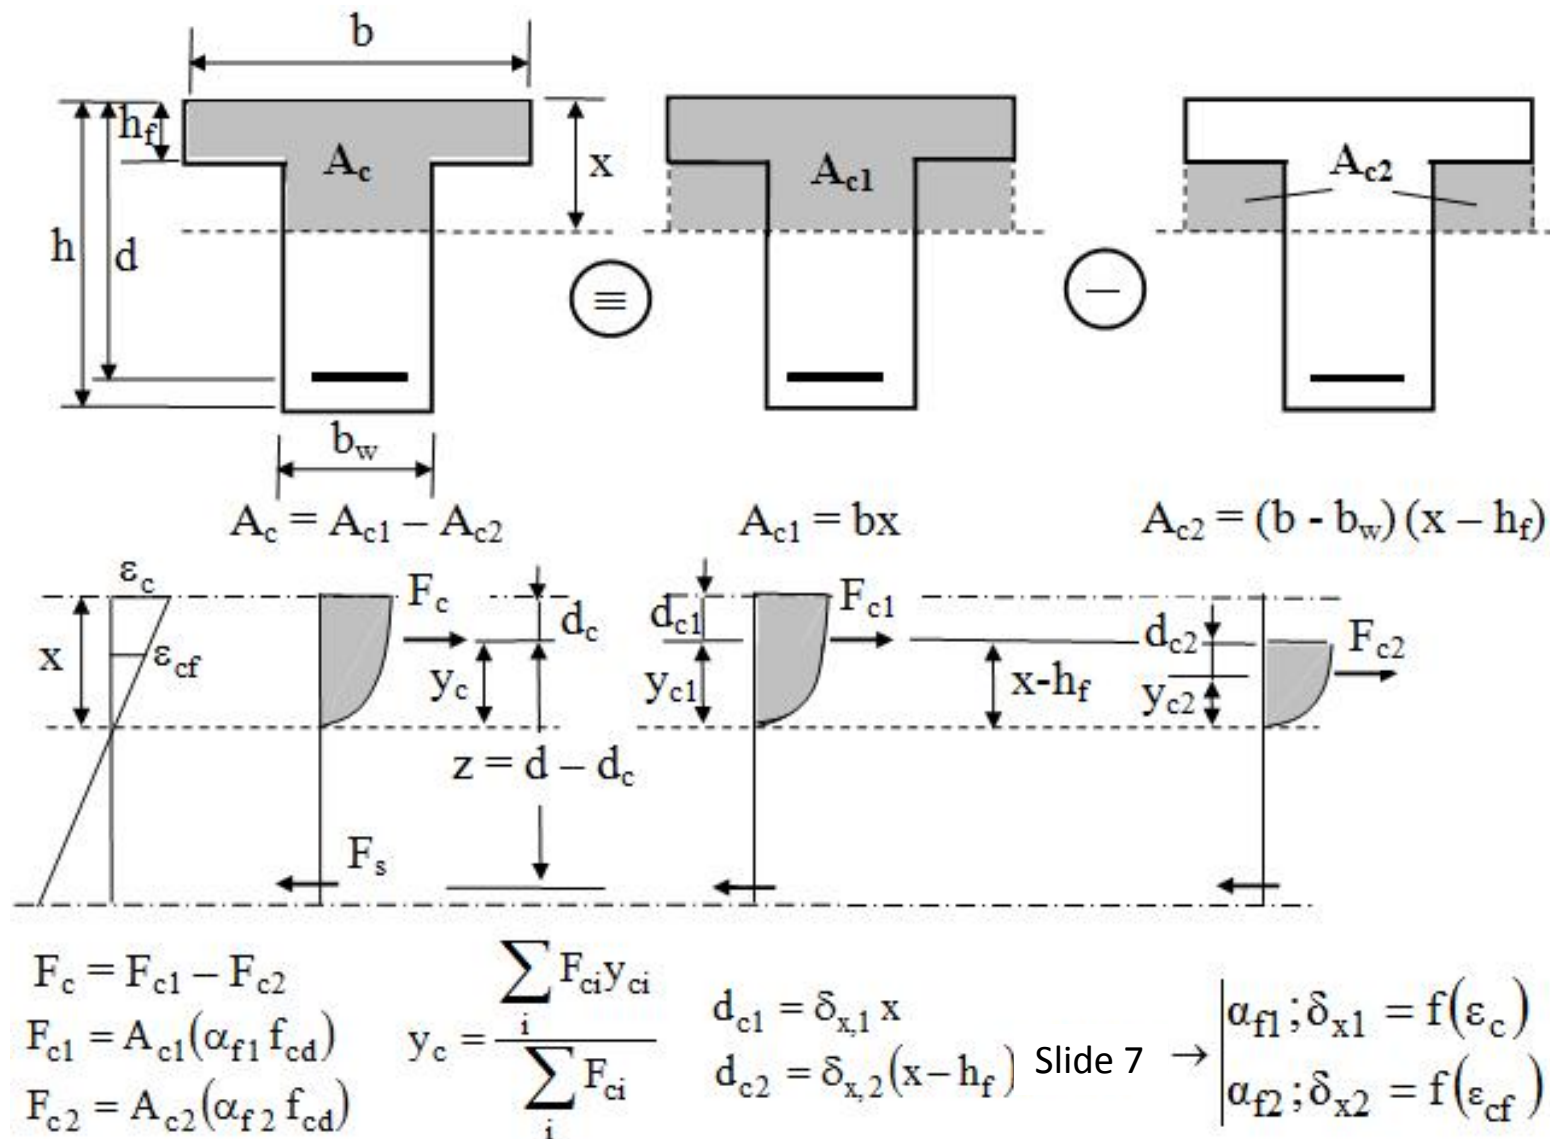 b
h_f
A_c
x
A_c1
A_c2
h
d
≡
−
b_w
A_c = A_c1 – A_c2
A_c1 = bx
A_c2 = (b - b_w) (x – h_f)
ε_c
F_c
d_c
d_c1
F_c1
d_c2
F_c2
x
ε_cf
y_c
y_c1
x-h_f
y_c2
z = d – d_c
F_s
F_c = F_c1 – F_c2
F_c1 = A_c1(α_f1 f_cd)
F_c2 = A_c2(α_f2 f_cd)
y_c = ∑_i F_ci y_ci / ∑_i F_ci
d_c1 = δ_x,1 x
d_c2 = δ_x,2 (x – h_f)
Slide 7 →
α_f1; δ_x1 = f(ε_c)
α_f2; δ_x2 = f(ε_cf)